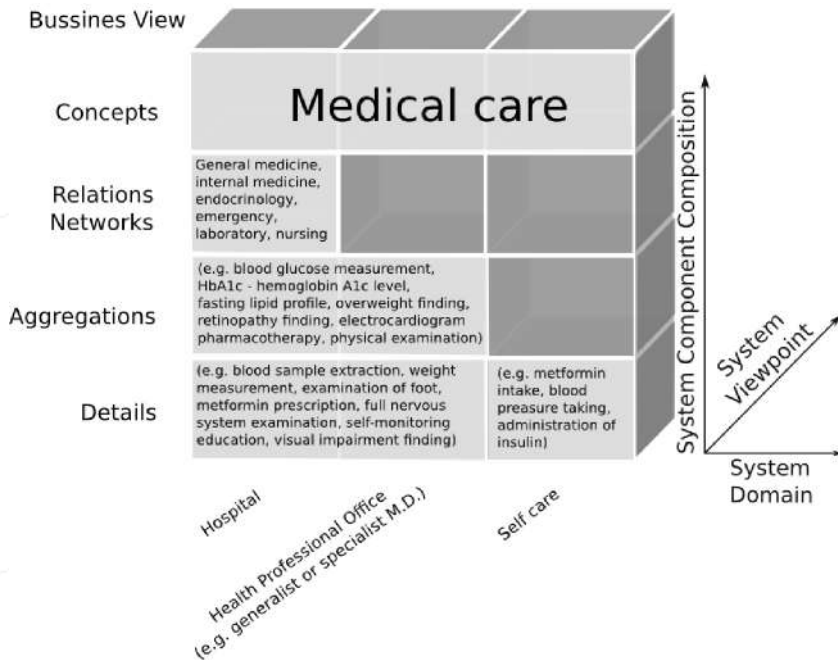 Bussines View
Concepts
Medical care
Relations
Networks
General medicine,
internal medicine,
endocrinology,
emergency,
laboratory, nursing
Aggregations
(e.g. blood glucose measurement,
HbA1c - hemoglobin A1c level,
fasting lipid profile, overweight finding,
retinopathy finding, electrocardiogram
pharmacotherapy, physical examination)
Details
(e.g. blood sample extraction, weight
measurement, examination of foot,
metformin prescription, full nervous
system examination, self-monitoring
education, visual impairment finding)
(e.g. metformin
intake, blood
preasure taking,
administration of
insulin)
Hospital
Health Professional Office
(e.g. generalist or specialist M.D.)
Self care
System Component Composition
System
Viewpoint
System
Domain